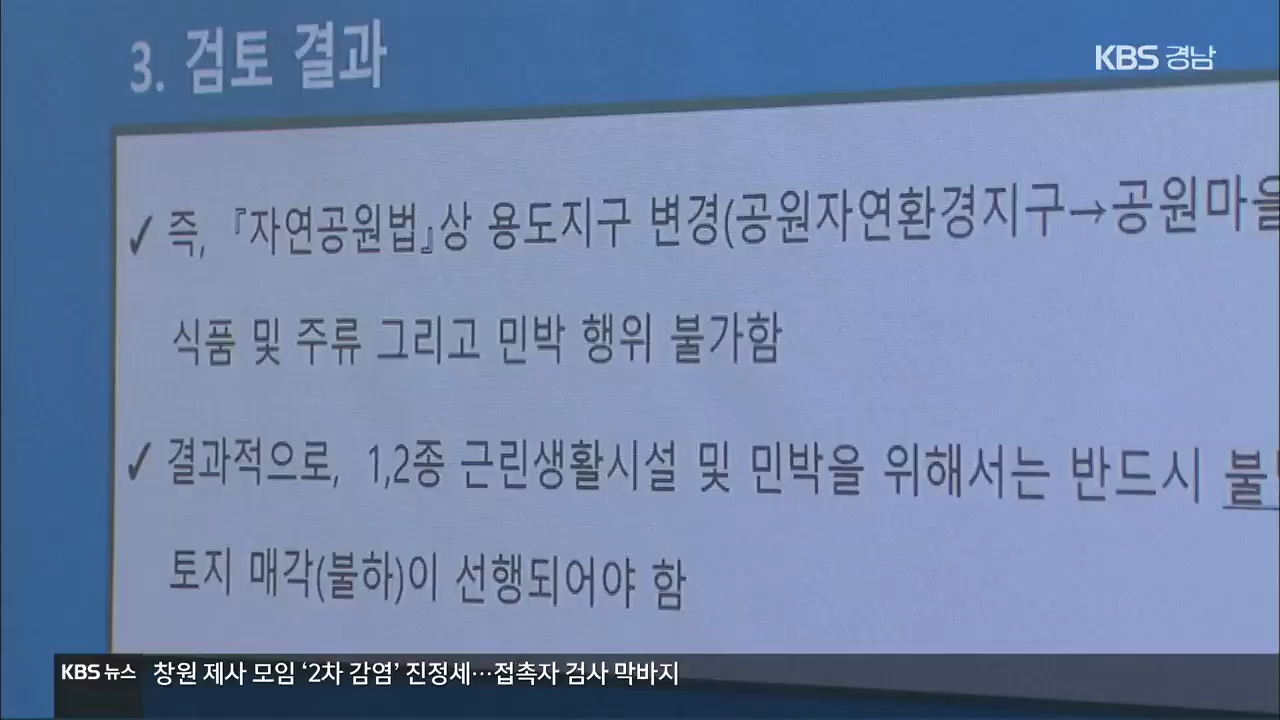 3. 검토 결과
KBS 경남
✓ 즉, 『자연공원법』상 용도지구 변경(공원자연환경지구→공원마을
식품 및 주류 그리고 민박 행위 불가함
✓ 결과적으로, 1,2종 근린생활시설 및 민박을 위해서는 반드시 불
토지 매각(불하)이 선행되어야 함
KBS 뉴스 창원 제사 모임 ‘2차 감염’ 진정세…접촉자 검사 막바지